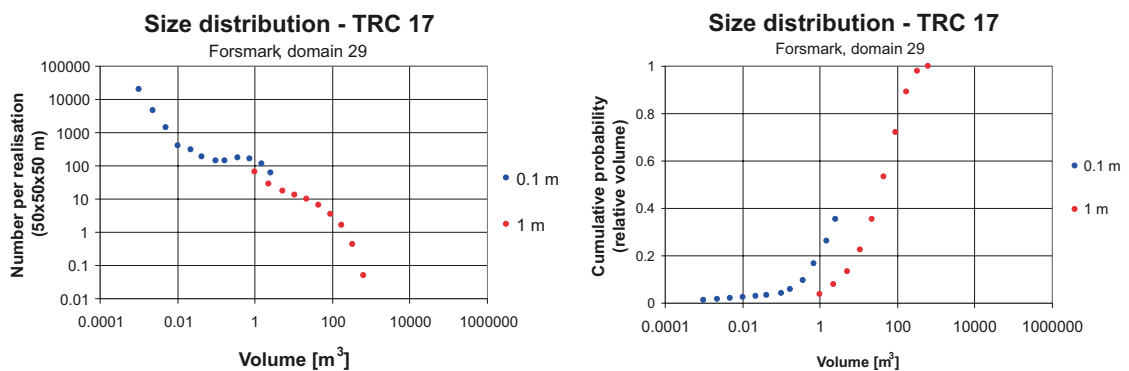 Size distribution - TRC 17
Forsmark, domain 29
Number per realisation
(50x50x50 m)
100000
10000
1000
100
10
1
0.1
0.01
0.0001
0.01
1
100
10000
1000000
Volume [m³]
0.1 m
1 m
Size distribution - TRC 17
Forsmark, domain 29
Cumulative probability
(relative volume)
1
0.8
0.6
0.4
0.2
0
0.0001
0.01
1
100
10000
1000000
Volume [m³]
0.1 m
1 m